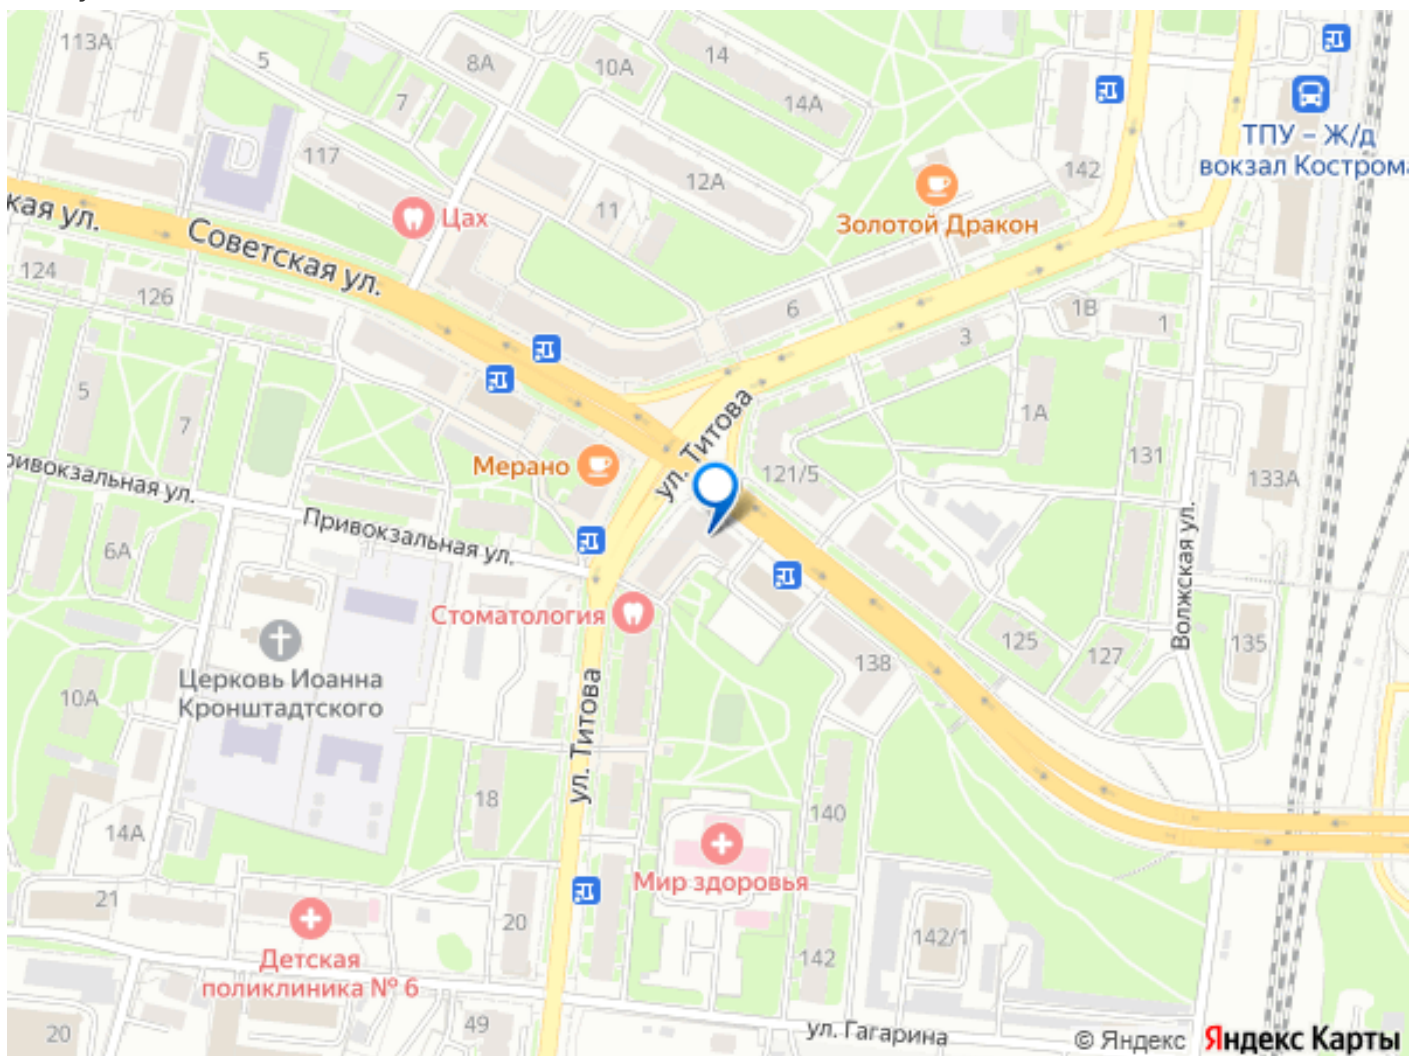 113А
5
8А
10А
14
7
14А
117
142
ТПУ – Ж/д
вокзал Кострома
12А
11
Цах
Золотой Дракон
кая ул.
Советская ул.
124
126
6
3
1В
1
5
7
1А
131
133А
Мерано
ул. Титова
121/5
ривокзальная ул.
Привокзальная ул.
6А
Волжская ул.
Стоматология
125
127
135
138
Церковь Иоанна
Кронштадтского
10А
ул. Титова
18
140
14А
Мир здоровья
21
20
142/1
142
Детская
поликлиника № 6
20
49
ул. Гагарина
© Яндекс Яндекс Карты